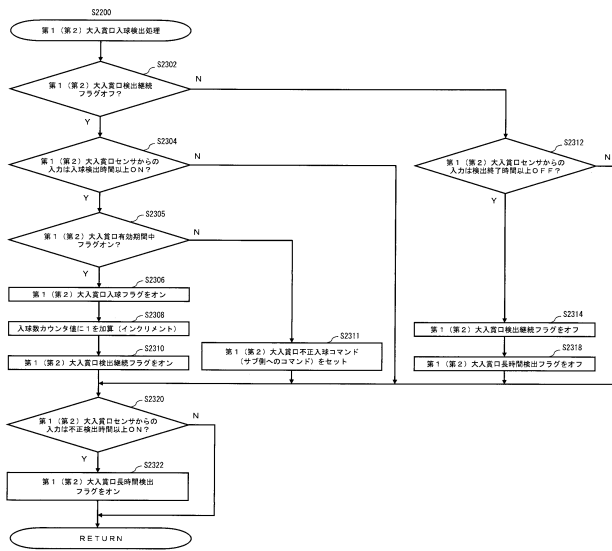 S2200
第１（第２）大入賞口入球検出処理
S2302
第１（第２）大入賞口検出継続
フラグオフ？
N
Y
S2304
第１（第２）大入賞口センサからの
入力は入球検出時間以上ＯＮ？
N
Y
S2312
第１（第２）大入賞口センサからの
入力は検出終了時間以上ＯＦＦ？
N
Y
S2305
第１（第２）大入賞口有効期間中
フラグオン？
N
Y
S2306
第１（第２）大入賞口入球フラグをオン
S2308
入球数カウンタ値に１を加算（インクリメント）
S2310
第１（第２）大入賞口検出継続フラグをオン
S2311
第１（第２）大入賞口不正入球コマンド
（サブ側へのコマンド）をセット
S2314
第１（第２）大入賞口検出継続フラグをオフ
S2318
第１（第２）大入賞口長時間検出フラグをオフ
S2320
第１（第２）大入賞口センサからの
入力は不正検出時間以上ＯＮ？
N
Y
S2322
第１（第２）大入賞口長時間検出
フラグをオン
ＲＥＴＵＲＮ